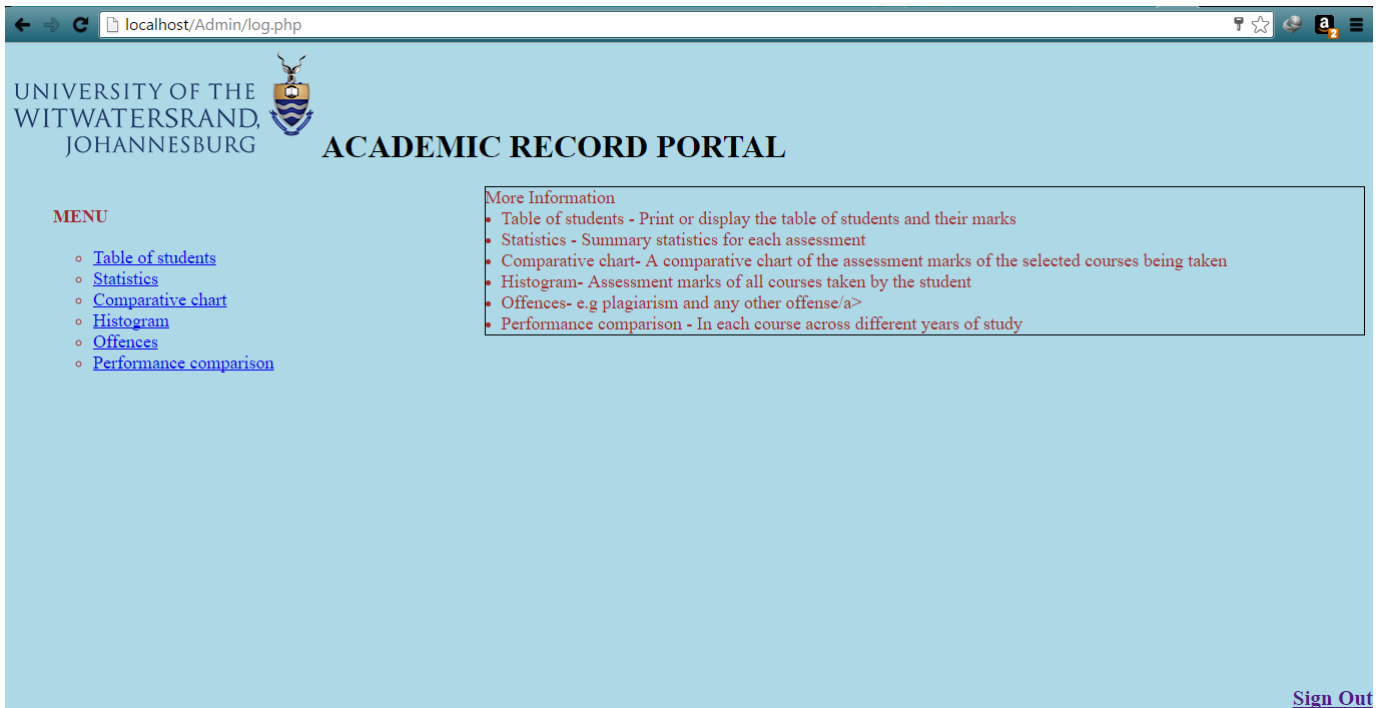 localhost/Admin/log.php
2
UNIVERSITY OF THE
WITWATERSRAND,
JOHANNESBURG
ACADEMIC RECORD PORTAL
MENU
Table of students
Statistics
Comparative chart
Histogram
Offences
Performance comparison
More Information
Table of students - Print or display the table of students and their marks
Statistics - Summary statistics for each assessment
Comparative chart- A comparative chart of the assessment marks of the selected courses being taken
Histogram- Assessment marks of all courses taken by the student
Offences- e.g plagiarism and any other offense/a>
Performance comparison - In each course across different years of study
Sign Out